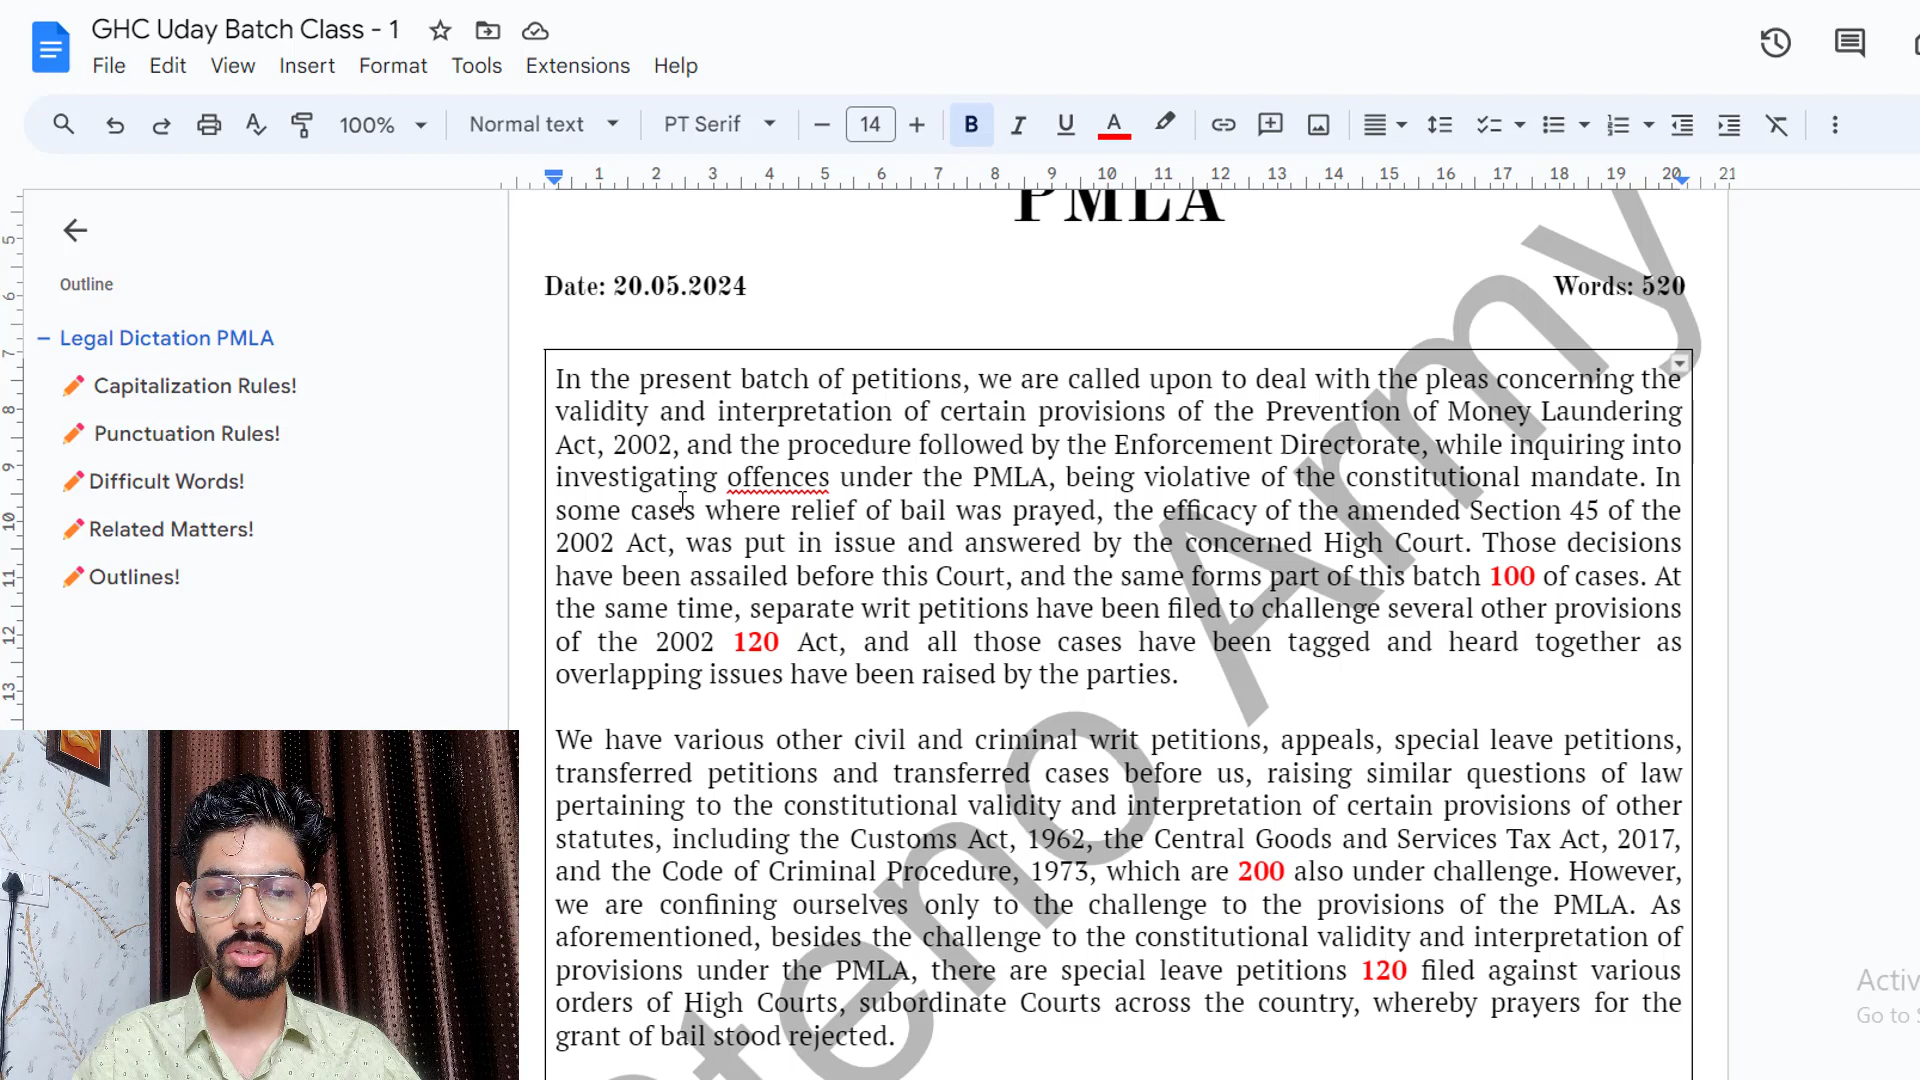 GHC Uday Batch Class - 1
File Edit View Insert Format Tools Extensions Help
100% Normal text PT Serif 14 B I U A
1 2 3 4 5 6 7 8 9 10 11 12 13 14 15 16 17 18 19 20 21
5
6
7
8
9
10
11
12
13
Outline
Legal Dictation PMLA
Capitalization Rules!
Punctuation Rules!
Difficult Words!
Related Matters!
Outlines!
PMLA
Date: 20.05.2024 Words: 520
In the present batch of petitions, we are called upon to deal with the pleas concerning the
validity and interpretation of certain provisions of the Prevention of Money Laundering
Act, 2002, and the procedure followed by the Enforcement Directorate, while inquiring into
investigating offences under the PMLA, being violative of the constitutional mandate. In
some cases where relief of bail was prayed, the efficacy of the amended Section 45 of the
2002 Act, was put in issue and answered by the concerned High Court. Those decisions
have been assailed before this Court, and the same forms part of this batch 100 of cases. At
the same time, separate writ petitions have been filed to challenge several other provisions
of the 2002 120 Act, and all those cases have been tagged and heard together as
overlapping issues have been raised by the parties.
We have various other civil and criminal writ petitions, appeals, special leave petitions,
transferred petitions and transferred cases before us, raising similar questions of law
pertaining to the constitutional validity and interpretation of certain provisions of other
statutes, including the Customs Act, 1962, the Central Goods and Services Tax Act, 2017,
and the Code of Criminal Procedure, 1973, which are 200 also under challenge. However,
we are confining ourselves only to the challenge to the provisions of the PMLA. As
aforementioned, besides the challenge to the constitutional validity and interpretation of
provisions under the PMLA, there are special leave petitions 120 filed against various
orders of High Courts, subordinate Courts across the country, whereby prayers for the
grant of bail stood rejected.
teno Army
Activ
Go to S